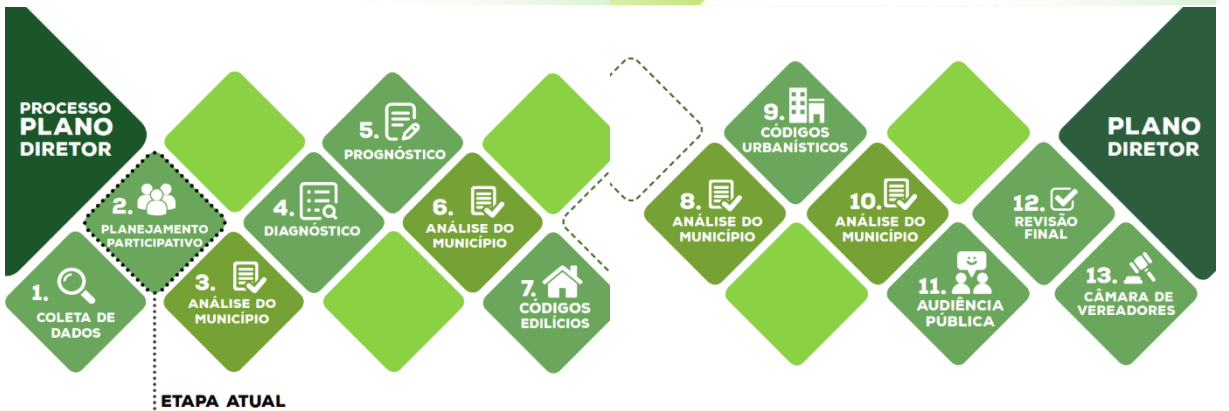 PROCESSO
PLANO
DIRETOR
1.
COLETA DE
DADOS
2.
PLANEJAMENTO
PARTICIPATIVO
3.
ANÁLISE DO
MUNICÍPIO
4.
DIAGNÓSTICO
5.
PROGNÓSTICO
6.
ANÁLISE DO
MUNICÍPIO
7.
CÓDIGOS
EDILÍCIOS
8.
ANÁLISE DO
MUNICÍPIO
9.
CÓDIGOS
URBANÍSTICOS
10.
ANÁLISE DO
MUNICÍPIO
11.
AUDIÊNCIA
PÚBLICA
12.
REVISÃO
FINAL
13.
CÂMARA DE
VEREADORES
PLANO
DIRETOR
ETAPA ATUAL